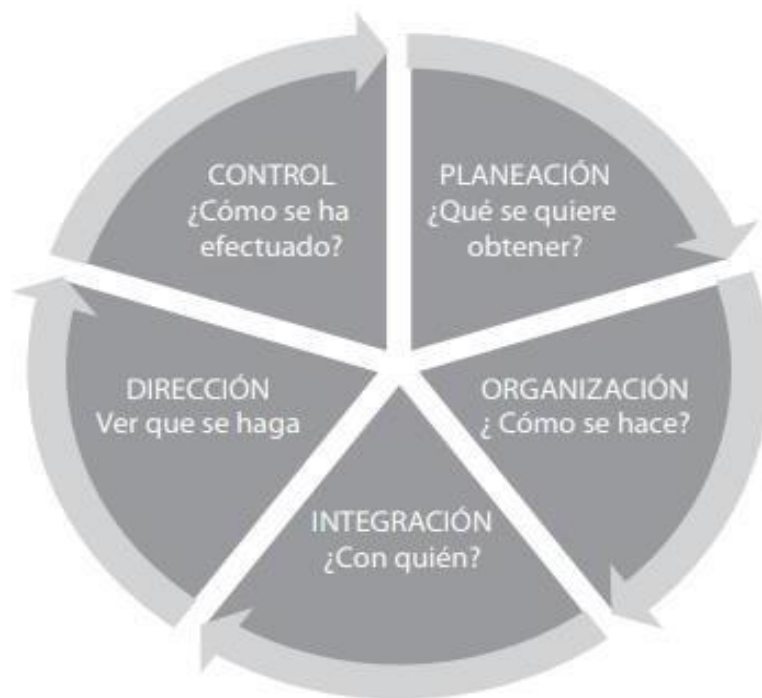 CONTROL
¿Cómo se ha
efectuado?
PLANEACIÓN
¿Qué se quiere
obtener?
ORGANIZACIÓN
¿ Cómo se hace?
INTEGRACIÓN
¿Con quién?
DIRECCIÓN
Ver que se haga